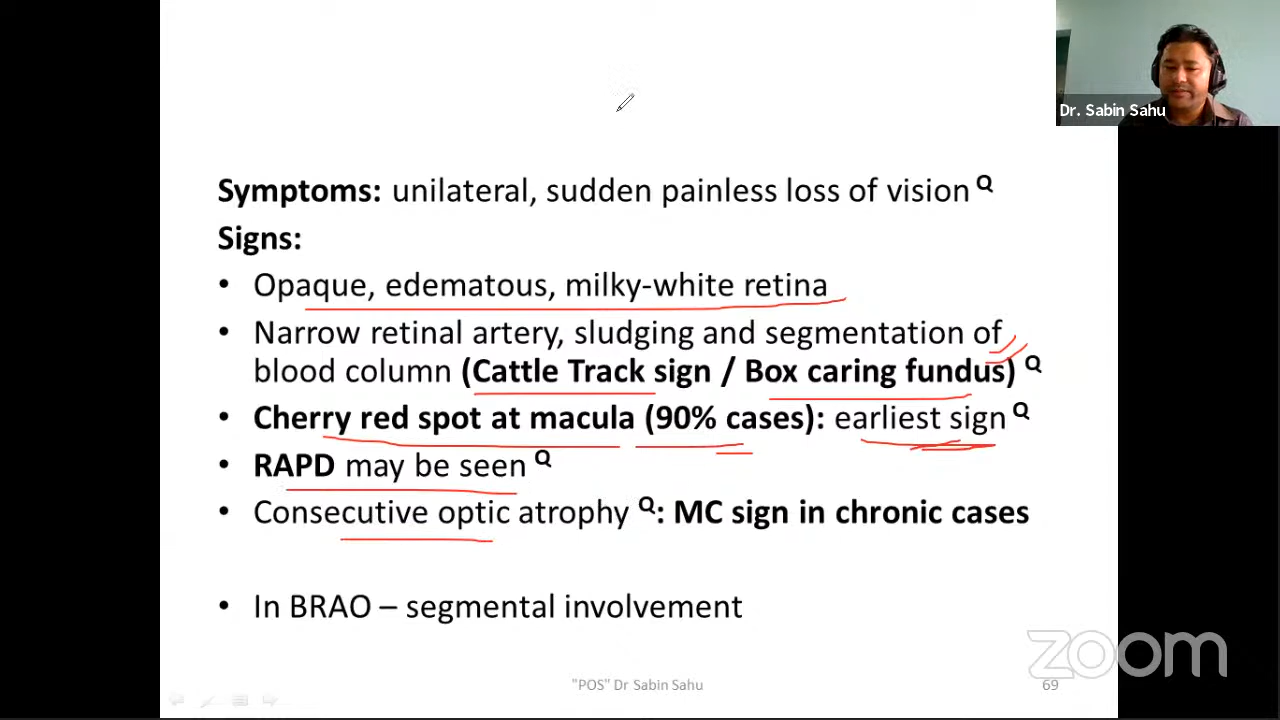 Dr. Sabin Sahu
Symptoms: unilateral, sudden painless loss of vision Q
Signs:
• Opaque, edematous, milky-white retina
• Narrow retinal artery, sludging and segmentation of
blood column (Cattle Track sign / Box caring fundus) Q
• Cherry red spot at macula (90% cases): earliest sign Q
• RAPD may be seen Q
• Consecutive optic atrophy Q: MC sign in chronic cases
• In BRAO – segmental involvement
zoom
"POS" Dr Sabin Sahu
69